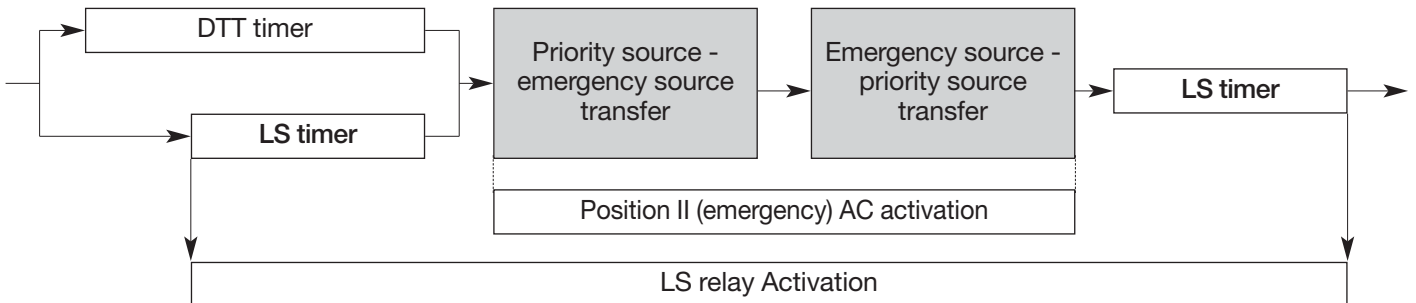 DTT timer
LS timer
Priority source -
emergency source
transfer
Emergency source -
priority source
transfer
LS timer
Position II (emergency) AC activation
LS relay Activation